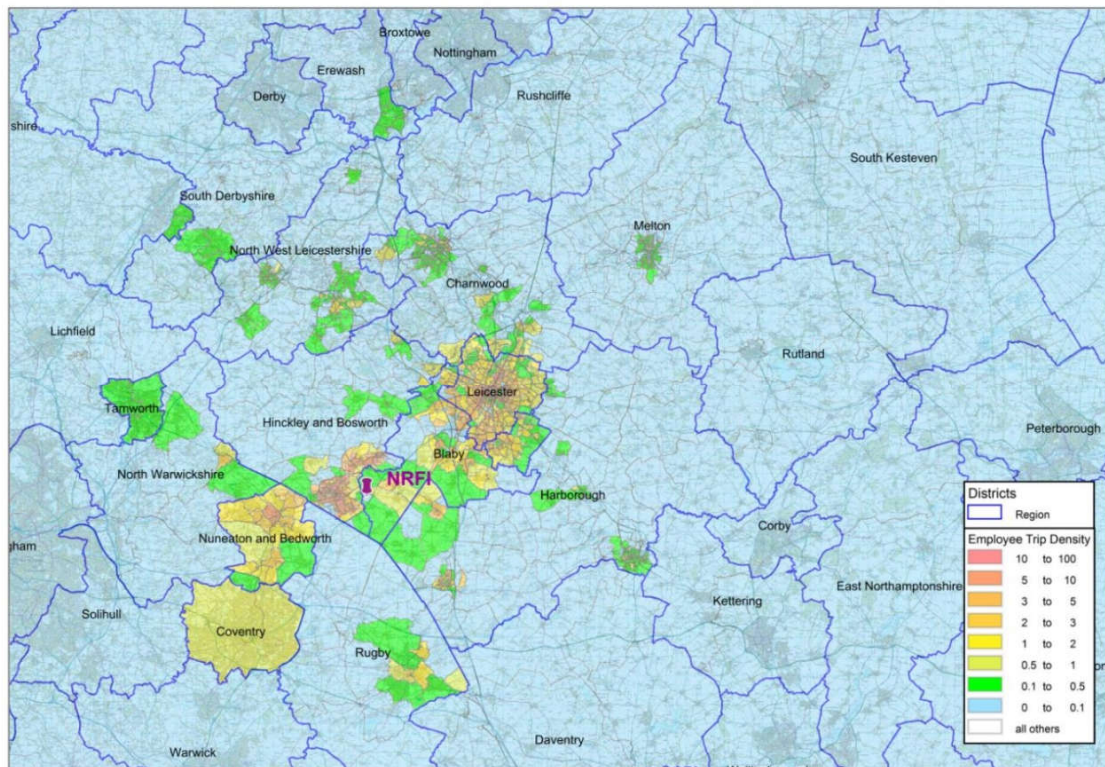 Broxtowe
Nottingham
Erewash
Derby
Rushcliffe
shire
South Kesteven
South Derbyshire
Melton
North West Leicestershire
Charnwood
Lichfield
Rutland
Leicester
Tamworth
Hinckley and Bosworth
Peterborough
Blaby
North Warwickshire
NRFI
Harborough
Corby
Nuneaton and Bedworth
gham
East Northamptonshire
Kettering
Solihull
Coventry
Rugby
Daventry
Warwick
Districts
Region
Employee Trip Density
10 to 100
5 to 10
3 to 5
2 to 3
1 to 2
0.5 to 1
0.1 to 0.5
0 to 0.1
all others